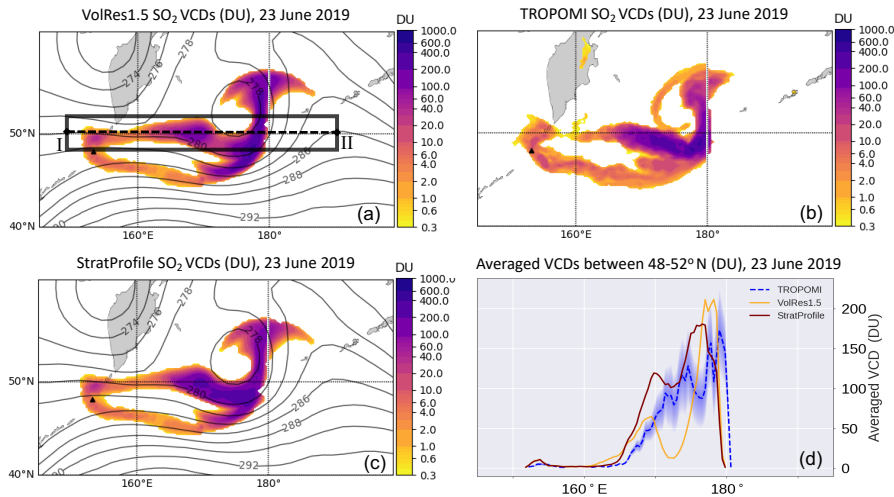 VolRes1.5 SO₂ VCDs (DU), 23 June 2019
DU
1000.0
600.0
400.0
200.0
100.0
60.0
40.0
20.0
10.0
6.0
4.0
2.0
1.0
0.6
0.3
50°N
40°N
160°E
180°
274
276
278
278
280
286
288
290
292
I
II
(a)
TROPOMI SO₂ VCDs (DU), 23 June 2019
DU
1000.0
600.0
400.0
200.0
100.0
60.0
40.0
20.0
10.0
6.0
4.0
2.0
1.0
0.6
0.3
160°E
180°
(b)
StratProfile SO₂ VCDs (DU), 23 June 2019
DU
1000.0
600.0
400.0
200.0
100.0
60.0
40.0
20.0
10.0
6.0
4.0
2.0
1.0
0.6
0.3
50°N
40°N
160°E
180°
274
276
278
278
280
286
288
292
(c)
Averaged VCDs between 48-52° N (DU), 23 June 2019
TROPOMI
VolRes1.5
StratProfile
200
150
100
50
0
Averaged VCD (DU)
160°E
180°
(d)